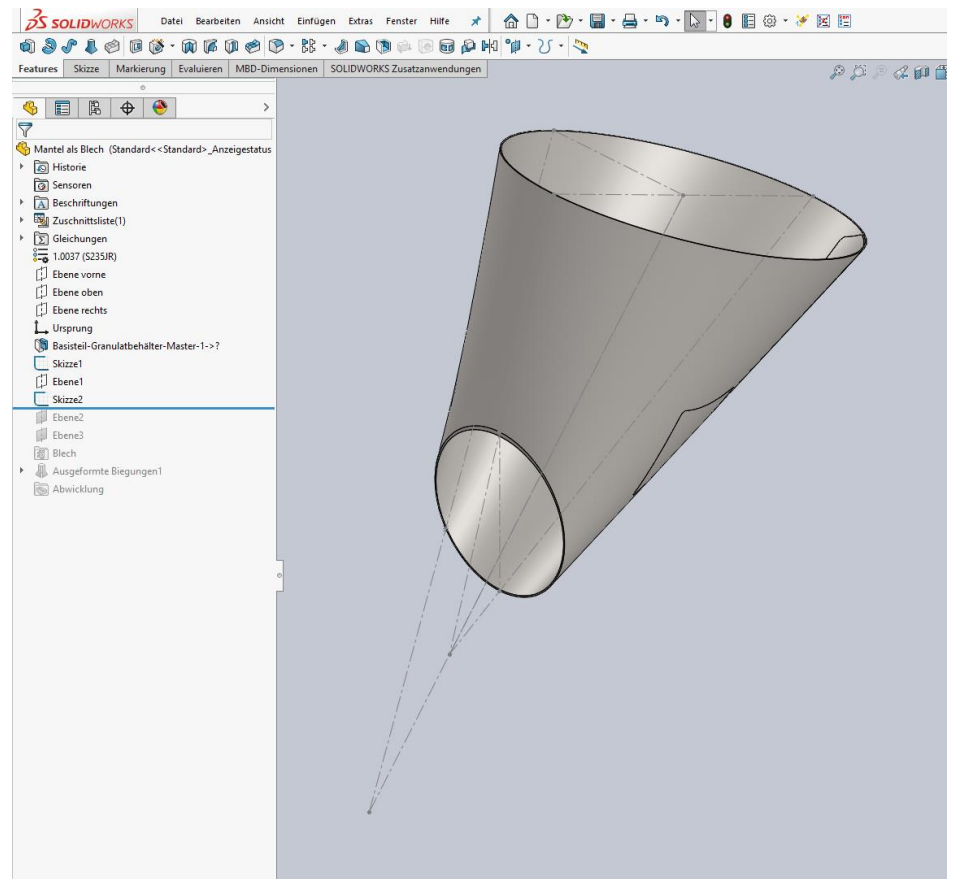 SOLIDWORKS Datei Bearbeiten Ansicht Einfügen Extras Fenster Hilfe
Features Skizze Markierung Evaluieren MBD-Dimensionen SOLIDWORKS Zusatzanwendungen
Mantel als Blech (Standard<<Standard>_Anzeigestatus
Historie
Sensoren
Beschriftungen
Zuschnittsliste(1)
Gleichungen
1.0037 (S235JR)
Ebene vorne
Ebene oben
Ebene rechts
Ursprung
Basisteil-Granulatbehälter-Master-1->?
Skizze1
Ebene1
Skizze2
Ebene2
Ebene3
Blech
Ausgeformte Biegungen1
Abwicklung